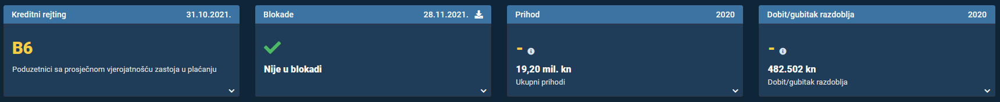 Kreditni rejting 31.10.2021.
B6
Poduzetnici sa prosječnom vjerojatnošću zastoja u plaćanju
Blokade 28.11.2021.
Nije u blokadi
Prihod 2020
-
19,20 mil. kn
Ukupni prihodi
Dobit/gubitak razdoblja 2020
-
482.502 kn
Dobit/gubitak razdoblja